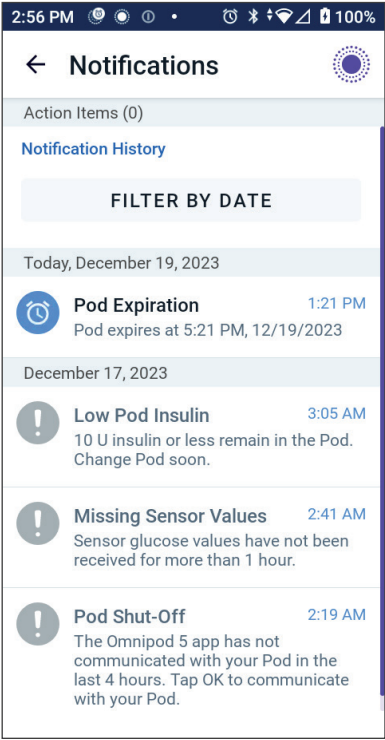 2:56 PM 100%
Notifications
Action Items (0)
Notification History
FILTER BY DATE
Today, December 19, 2023
Pod Expiration 1:21 PM
Pod expires at 5:21 PM, 12/19/2023
December 17, 2023
Low Pod Insulin 3:05 AM
10 U insulin or less remain in the Pod.
Change Pod soon.
Missing Sensor Values 2:41 AM
Sensor glucose values have not been
received for more than 1 hour.
Pod Shut-Off 2:19 AM
The Omnipod 5 app has not
communicated with your Pod in the
last 4 hours. Tap OK to communicate
with your Pod.